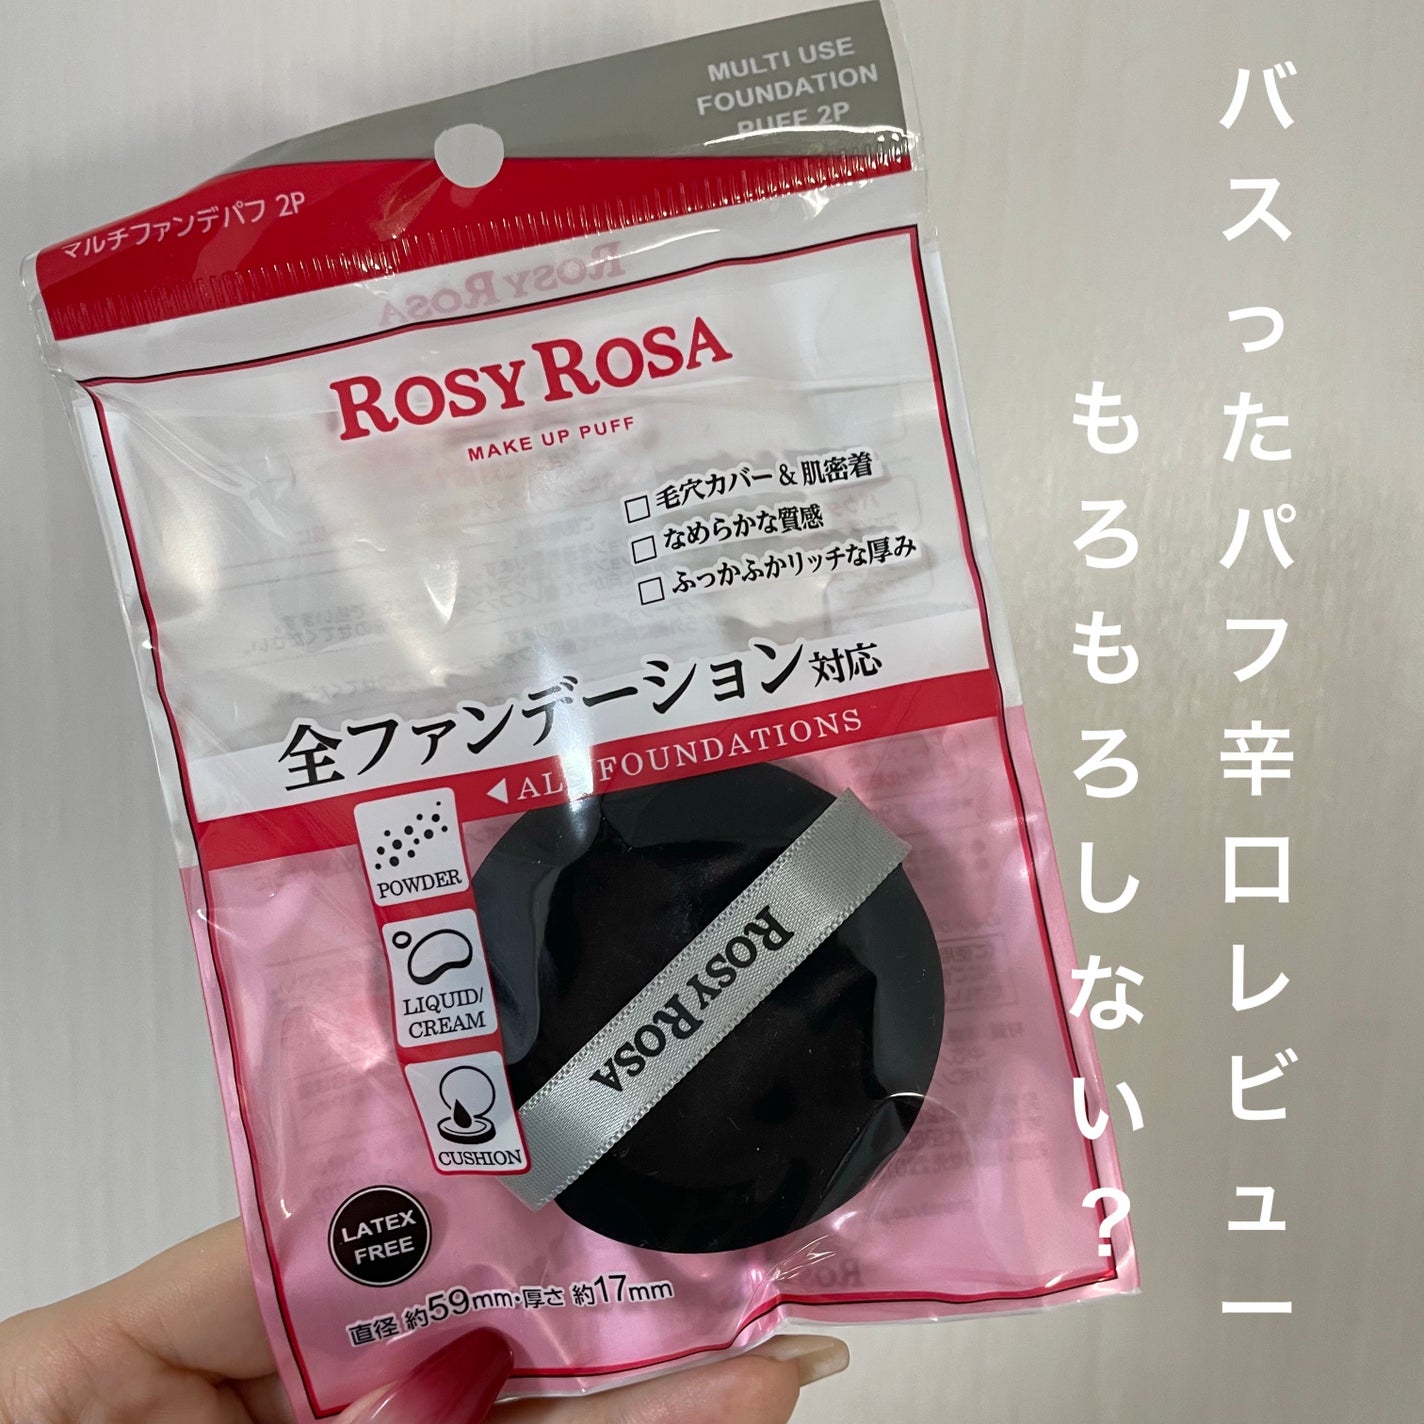 MULTI USE
FOUNDATION
PUFF 2P
マルチファンデパフ 2P
ROSY ROSA
ROSY ROSA
MAKE UP PUFF
□ 毛穴カバー & 肌密着
□ なめらかな質感
□ ふっかふかリッチな厚み
全ファンデーション対応
◀ ALL FOUNDATIONS
POWDER
LIQUID/
CREAM
CUSHION
ROSY ROSA
LATEX
FREE
直径 約59mm・厚さ 約17mm
バスったパフ辛口レビュー
もろもろしない？